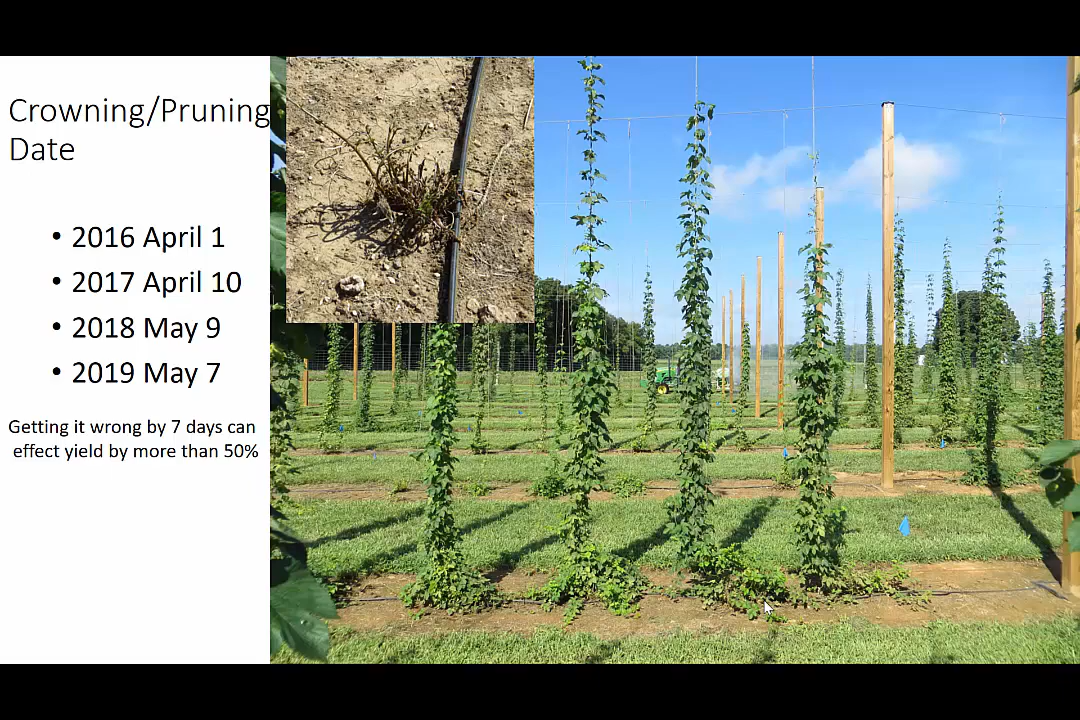 Crowning/Pruning
Date
• 2016 April 1
• 2017 April 10
• 2018 May 9
• 2019 May 7
Getting it wrong by 7 days can
effect yield by more than 50%